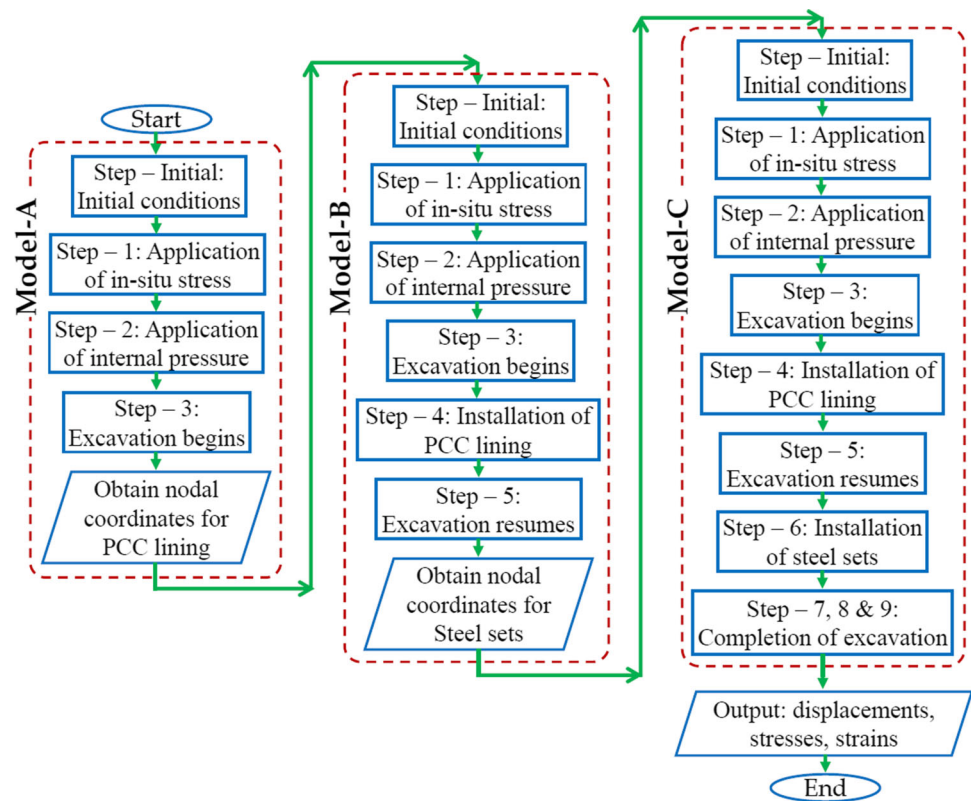 Start
Model-A
Step – Initial:
Initial conditions
Step – 1: Application
of in-situ stress
Step – 2: Application
of internal pressure
Step – 3:
Excavation begins
Obtain nodal
coordinates for
PCC lining
Model-B
Step – Initial:
Initial conditions
Step – 1: Application
of in-situ stress
Step – 2: Application
of internal pressure
Step – 3:
Excavation begins
Step – 4: Installation of
PCC lining
Step – 5:
Excavation resumes
Obtain nodal
coordinates for
Steel sets
Model-C
Step – Initial:
Initial conditions
Step – 1: Application
of in-situ stress
Step – 2: Application
of internal pressure
Step – 3:
Excavation begins
Step – 4: Installation of
PCC lining
Step – 5:
Excavation resumes
Step – 6: Installation
of steel sets
Step – 7, 8 & 9:
Completion of excavation
Output: displacements,
stresses, strains
End